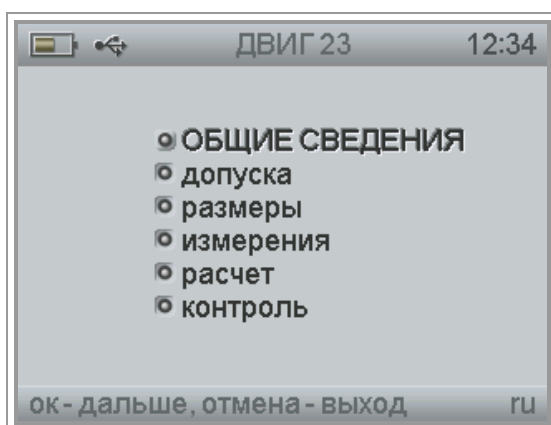 ДВИГ 23 12:34
ОБЩИЕ СВЕДЕНИЯ
допуска
размеры
измерения
расчет
контроль
ок - дальше, отмена - выход ru